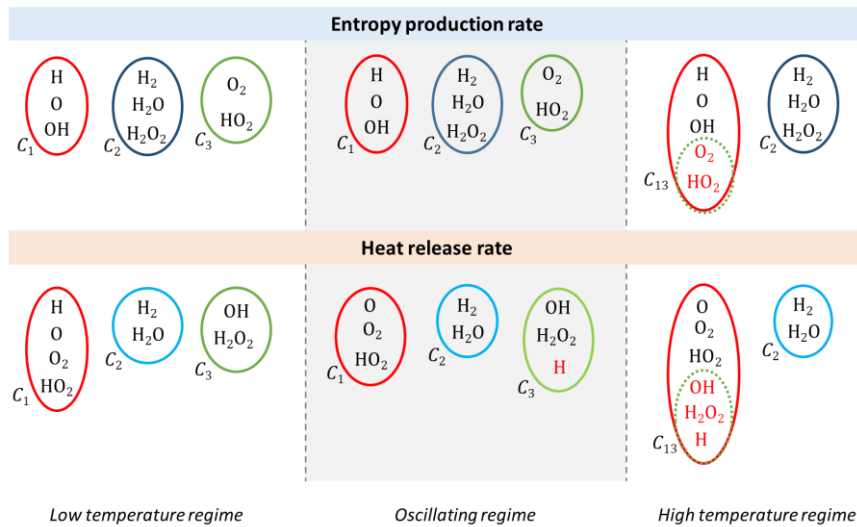 Entropy production rate
H
O
OH
C₁
H₂
H₂O
H₂O₂
C₂
O₂
HO₂
C₃
H
O
OH
C₁
H₂
H₂O
H₂O₂
C₂
O₂
HO₂
C₃
H
O
OH
O₂
HO₂
C₁₃
H₂
H₂O
H₂O₂
C₂
Heat release rate
H
O
O₂
HO₂
C₁
H₂
H₂O
C₂
OH
H₂O₂
C₃
O
O₂
HO₂
C₁
H₂
H₂O
C₂
OH
H₂O₂
H
C₃
O
O₂
HO₂
OH
H₂O₂
H
C₁₃
H₂
H₂O
C₂
Low temperature regime
Oscillating regime
High temperature regime